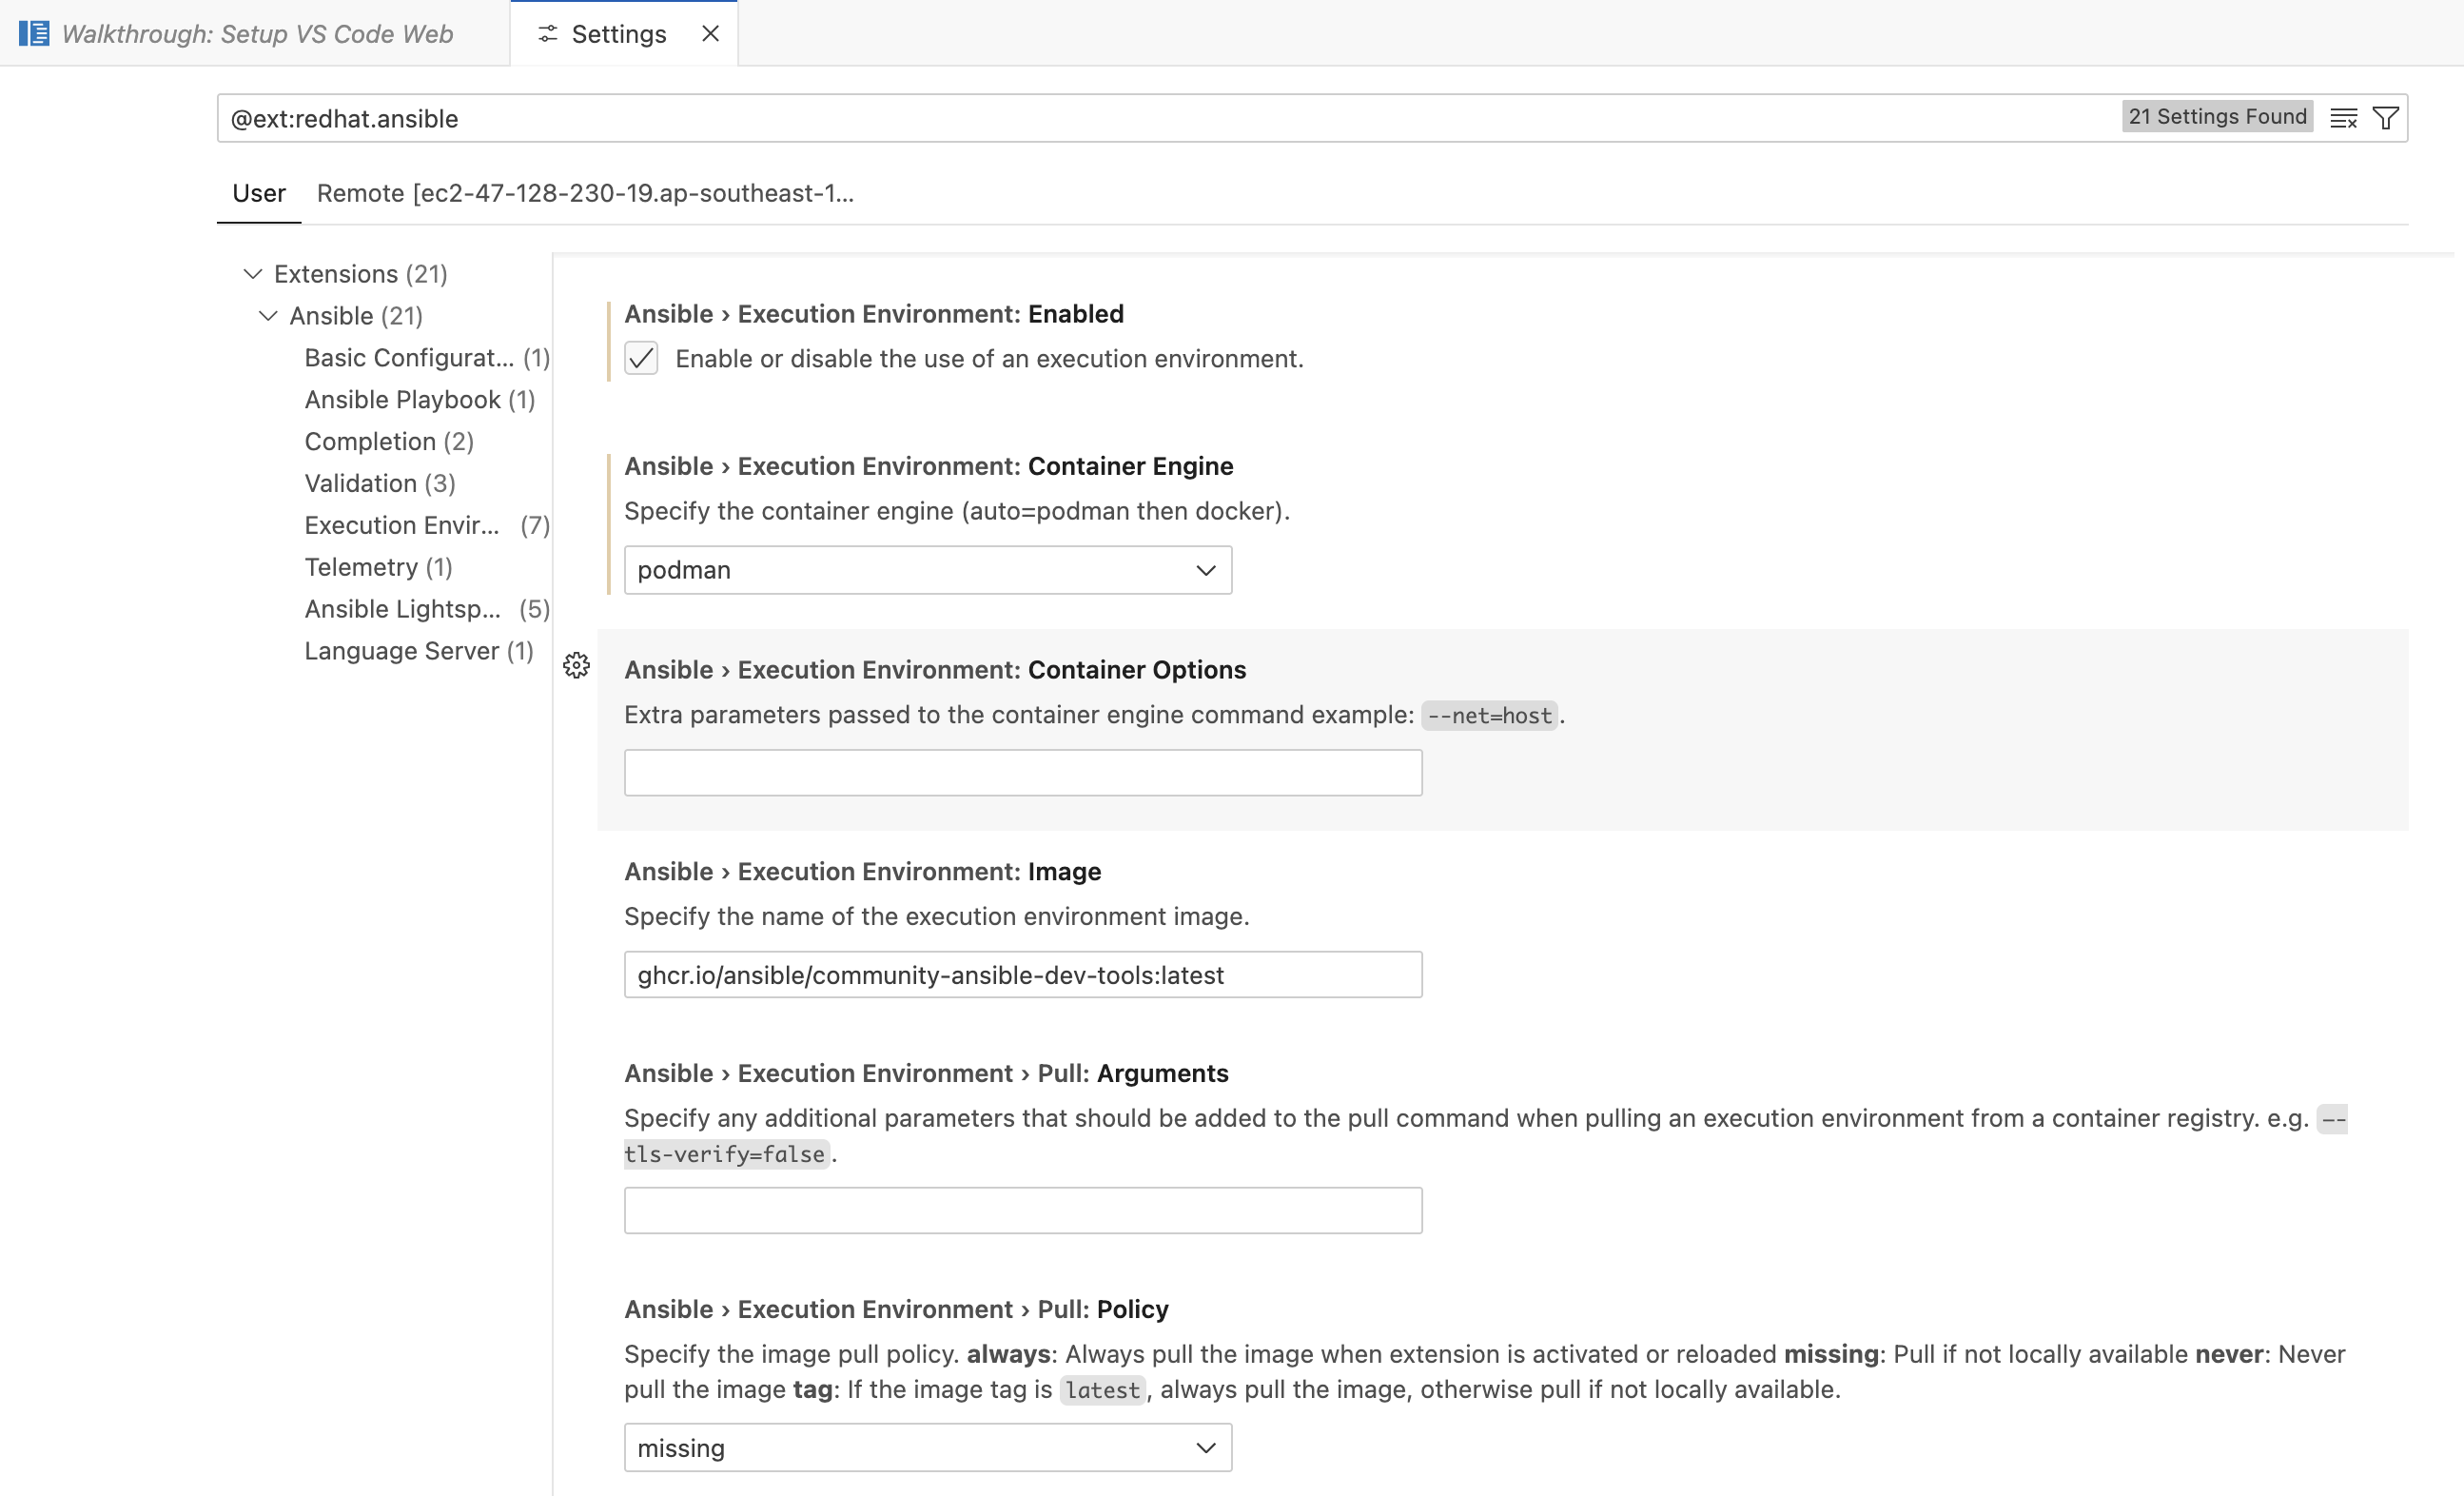 Walkthrough: Setup VS Code Web
Settings
@ext:redhat.ansible
21 Settings Found
User
Remote [ec2-47-128-230-19.ap-southeast-1...
Extensions (21)
Ansible (21)
Basic Configurat... (1)
Ansible Playbook (1)
Completion (2)
Validation (3)
Execution Envir... (7)
Telemetry (1)
Ansible Lightsp... (5)
Language Server (1)
Ansible › Execution Environment: Enabled
Enable or disable the use of an execution environment.
Ansible › Execution Environment: Container Engine
Specify the container engine (auto=podman then docker).
podman
Ansible › Execution Environment: Container Options
Extra parameters passed to the container engine command example: --net=host.
Ansible › Execution Environment: Image
Specify the name of the execution environment image.
ghcr.io/ansible/community-ansible-dev-tools:latest
Ansible › Execution Environment › Pull: Arguments
Specify any additional parameters that should be added to the pull command when pulling an execution environment from a container registry. e.g. --
tls-verify=false.
Ansible › Execution Environment › Pull: Policy
Specify the image pull policy. always: Always pull the image when extension is activated or reloaded missing: Pull if not locally available never: Never
pull the image tag: If the image tag is latest, always pull the image, otherwise pull if not locally available.
missing